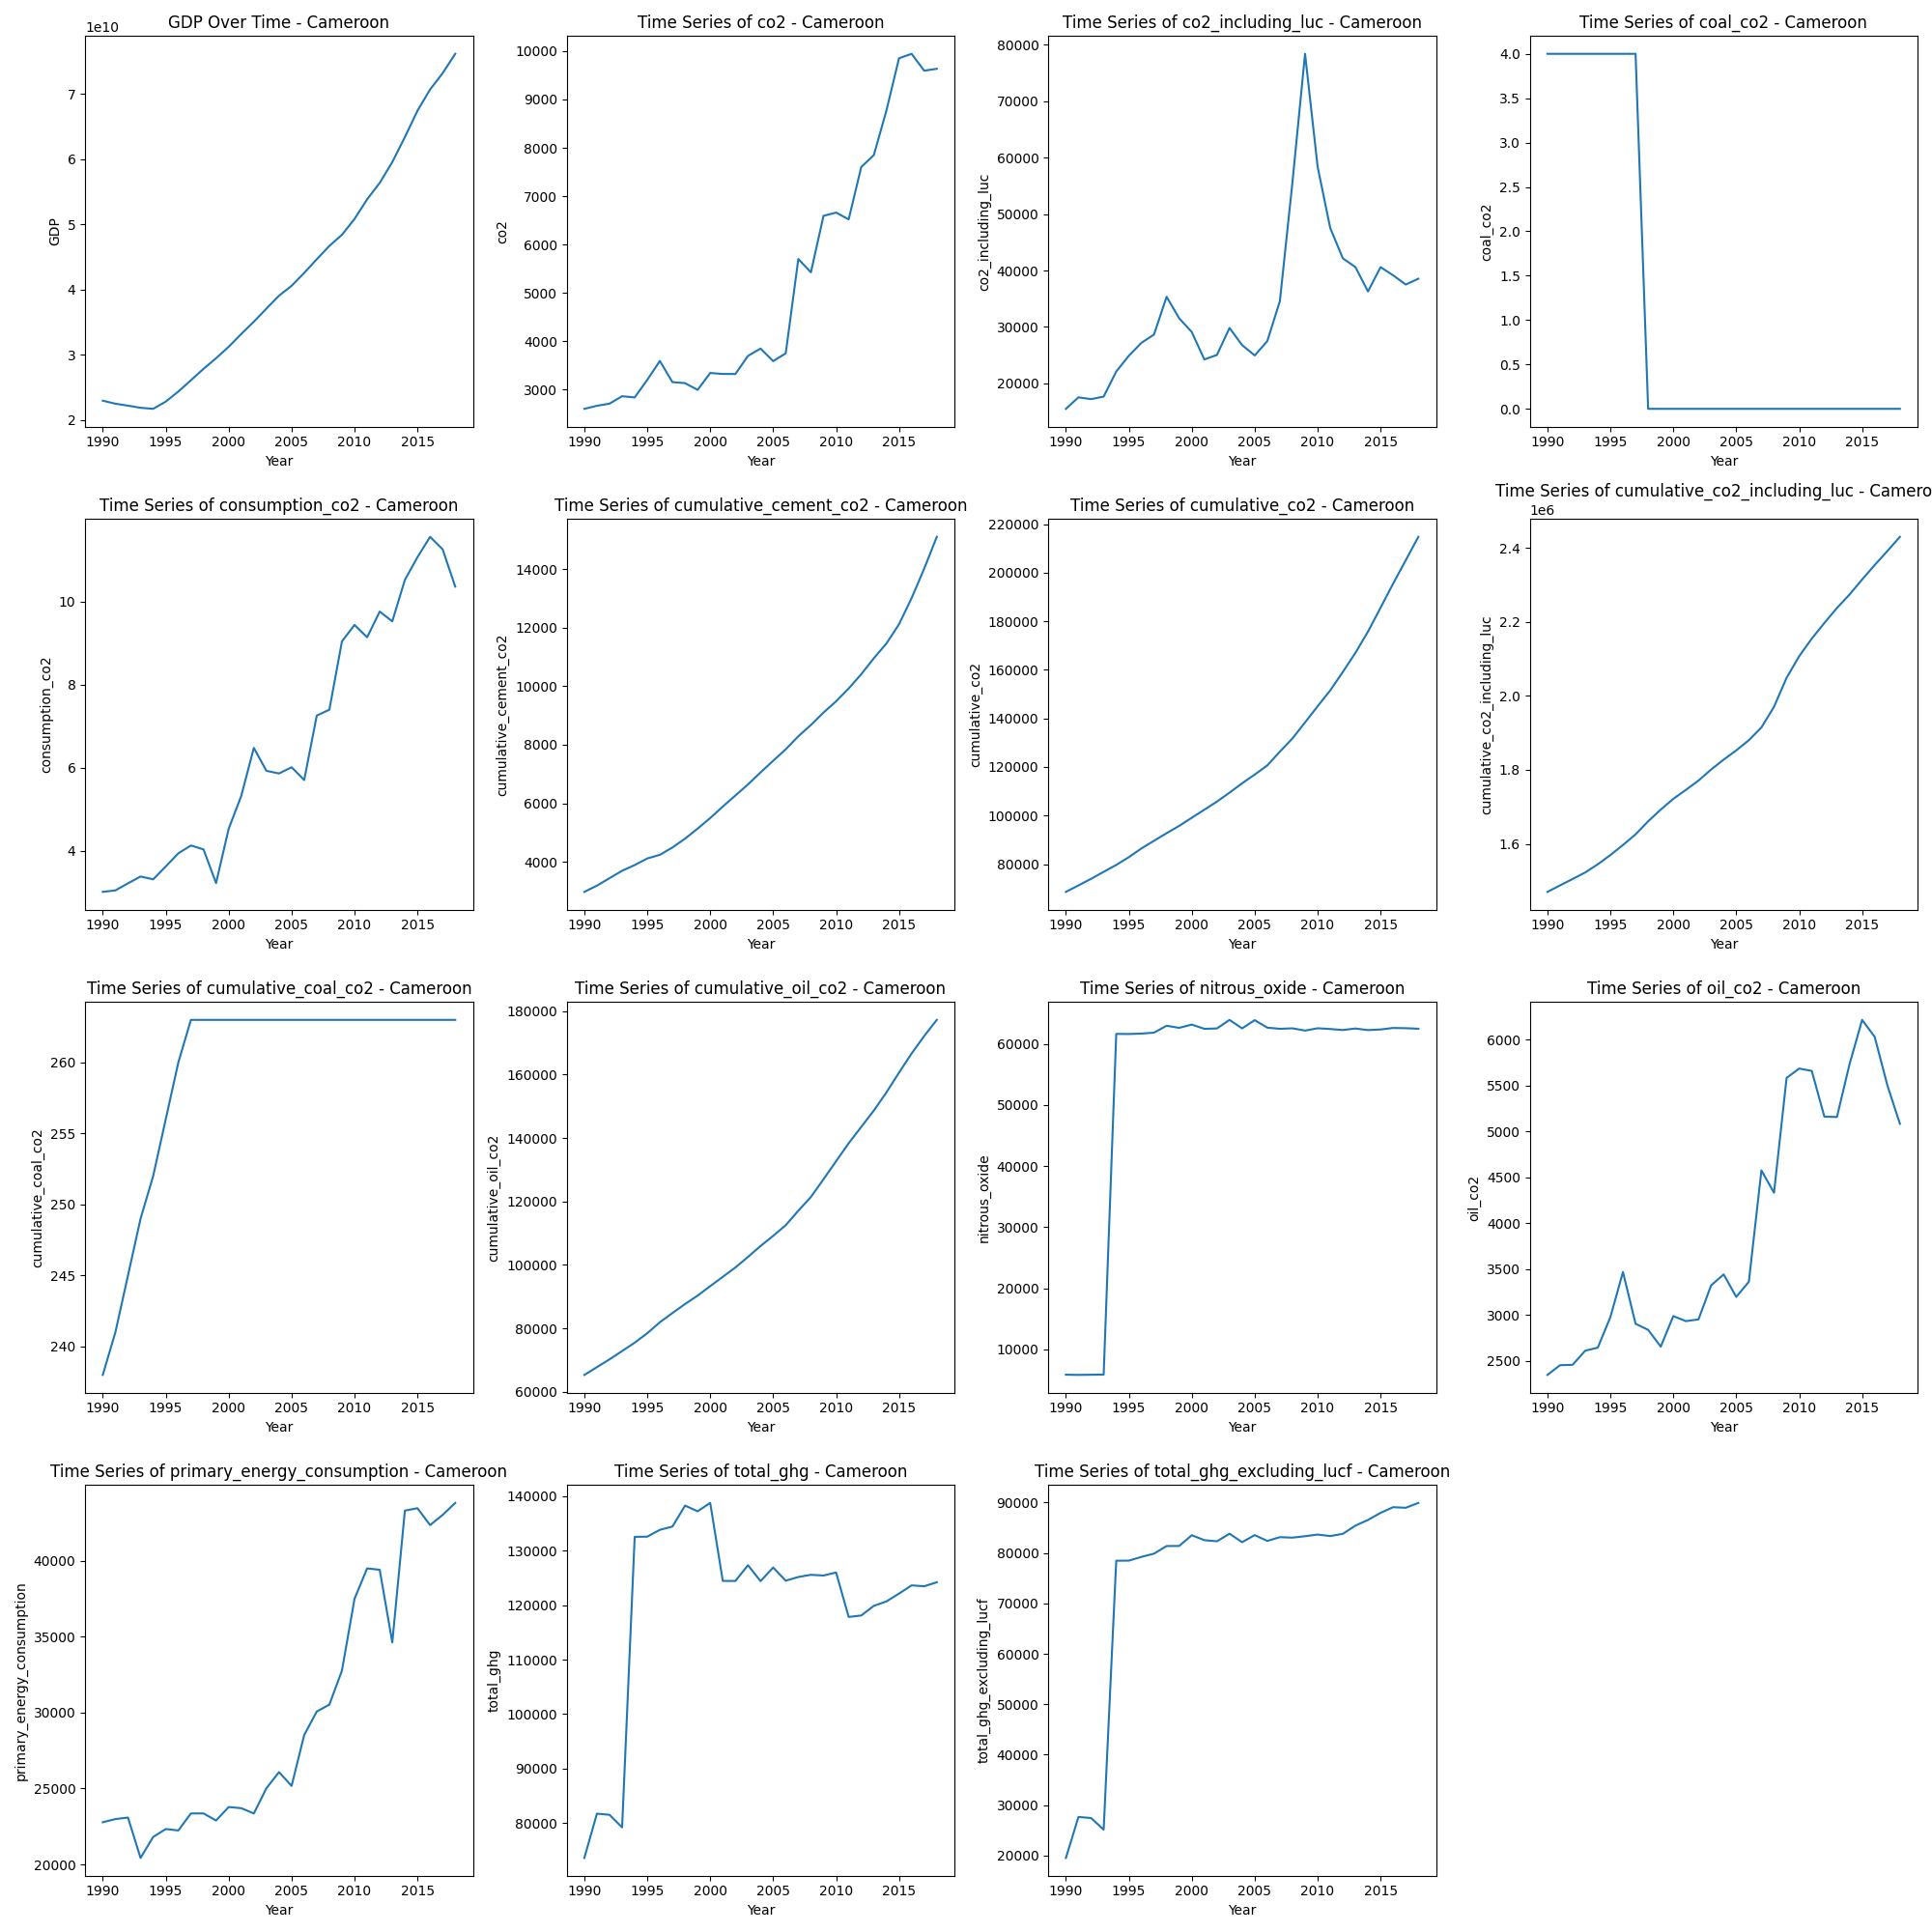 GDP Over Time - Cameroon
1e10
7
6
5
4
3
2
GDP
1990 1995 2000 2005 2010 2015
Year
Time Series of co2 - Cameroon
10000
9000
8000
7000
6000
5000
4000
3000
co2
1990 1995 2000 2005 2010 2015
Year
Time Series of co2_including_luc - Cameroon
80000
70000
60000
50000
40000
30000
20000
co2_including_luc
1990 1995 2000 2005 2010 2015
Year
Time Series of coal_co2 - Cameroon
4.0
3.5
3.0
2.5
2.0
1.5
1.0
0.5
0.0
coal_co2
1990 1995 2000 2005 2010 2015
Year
Time Series of consumption_co2 - Cameroon
10
8
6
4
consumption_co2
1990 1995 2000 2005 2010 2015
Year
Time Series of cumulative_cement_co2 - Cameroon
14000
12000
10000
8000
6000
4000
cumulative_cement_co2
1990 1995 2000 2005 2010 2015
Year
Time Series of cumulative_co2 - Cameroon
220000
200000
180000
160000
140000
120000
100000
80000
cumulative_co2
1990 1995 2000 2005 2010 2015
Year
Time Series of cumulative_co2_including_luc - Camero
1e6
2.4
2.2
2.0
1.8
1.6
cumulative_co2_including_luc
1990 1995 2000 2005 2010 2015
Year
Time Series of cumulative_coal_co2 - Cameroon
260
255
250
245
240
cumulative_coal_co2
1990 1995 2000 2005 2010 2015
Year
Time Series of cumulative_oil_co2 - Cameroon
180000
160000
140000
120000
100000
80000
60000
cumulative_oil_co2
1990 1995 2000 2005 2010 2015
Year
Time Series of nitrous_oxide - Cameroon
60000
50000
40000
30000
20000
10000
nitrous_oxide
1990 1995 2000 2005 2010 2015
Year
Time Series of oil_co2 - Cameroon
6000
5500
5000
4500
4000
3500
3000
2500
oil_co2
1990 1995 2000 2005 2010 2015
Year
Time Series of primary_energy_consumption - Cameroon
40000
35000
30000
25000
20000
primary_energy_consumption
1990 1995 2000 2005 2010 2015
Year
Time Series of total_ghg - Cameroon
140000
130000
120000
110000
100000
90000
80000
total_ghg
1990 1995 2000 2005 2010 2015
Year
Time Series of total_ghg_excluding_lucf - Cameroon
90000
80000
70000
60000
50000
40000
30000
20000
total_ghg_excluding_lucf
1990 1995 2000 2005 2010 2015
Year